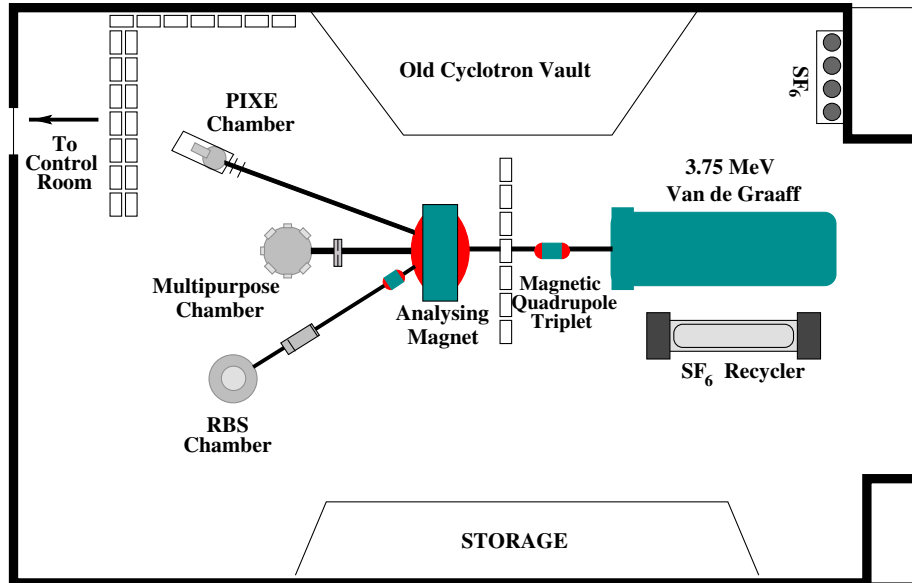 Old Cyclotron Vault
SF6
PIXE
Chamber
To
Control
Room
3.75 MeV
Van de Graaff
Multipurpose
Chamber
Analysing
Magnet
Magnetic
Quadrupole
Triplet
SF6 Recycler
RBS
Chamber
STORAGE